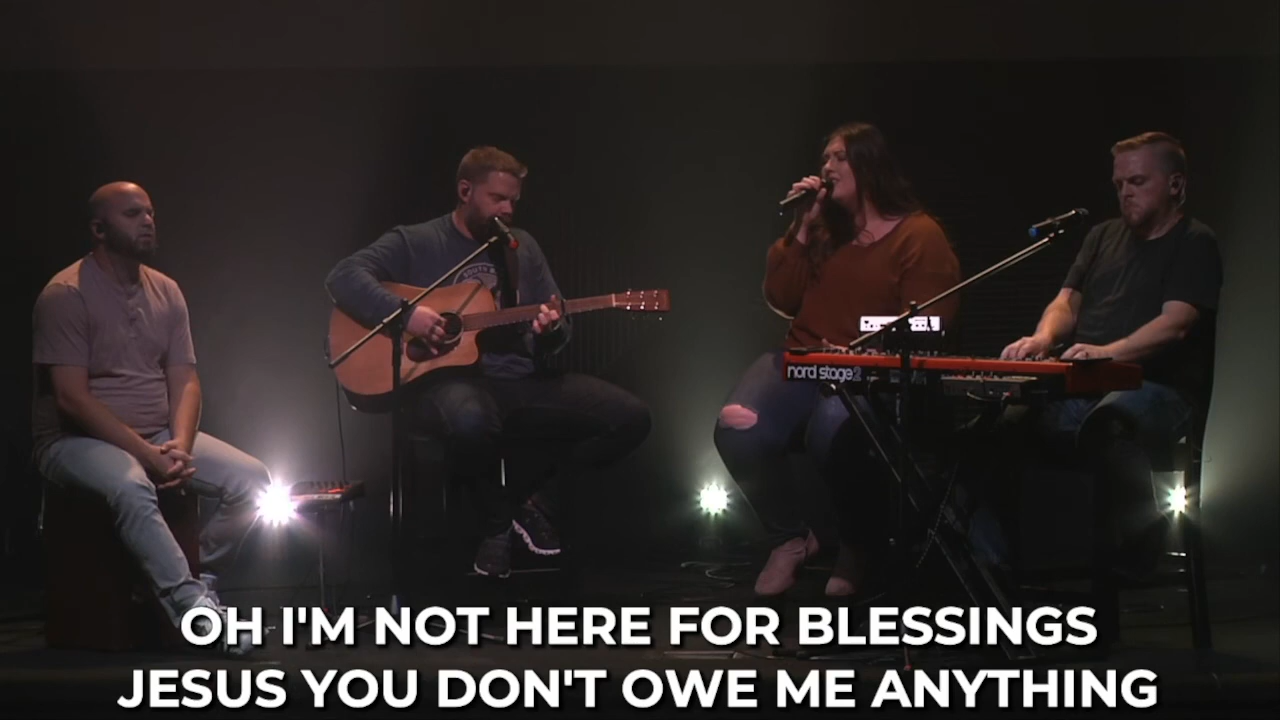 nord stage 2
OH I'M NOT HERE FOR BLESSINGS
JESUS YOU DON'T OWE ME ANYTHING